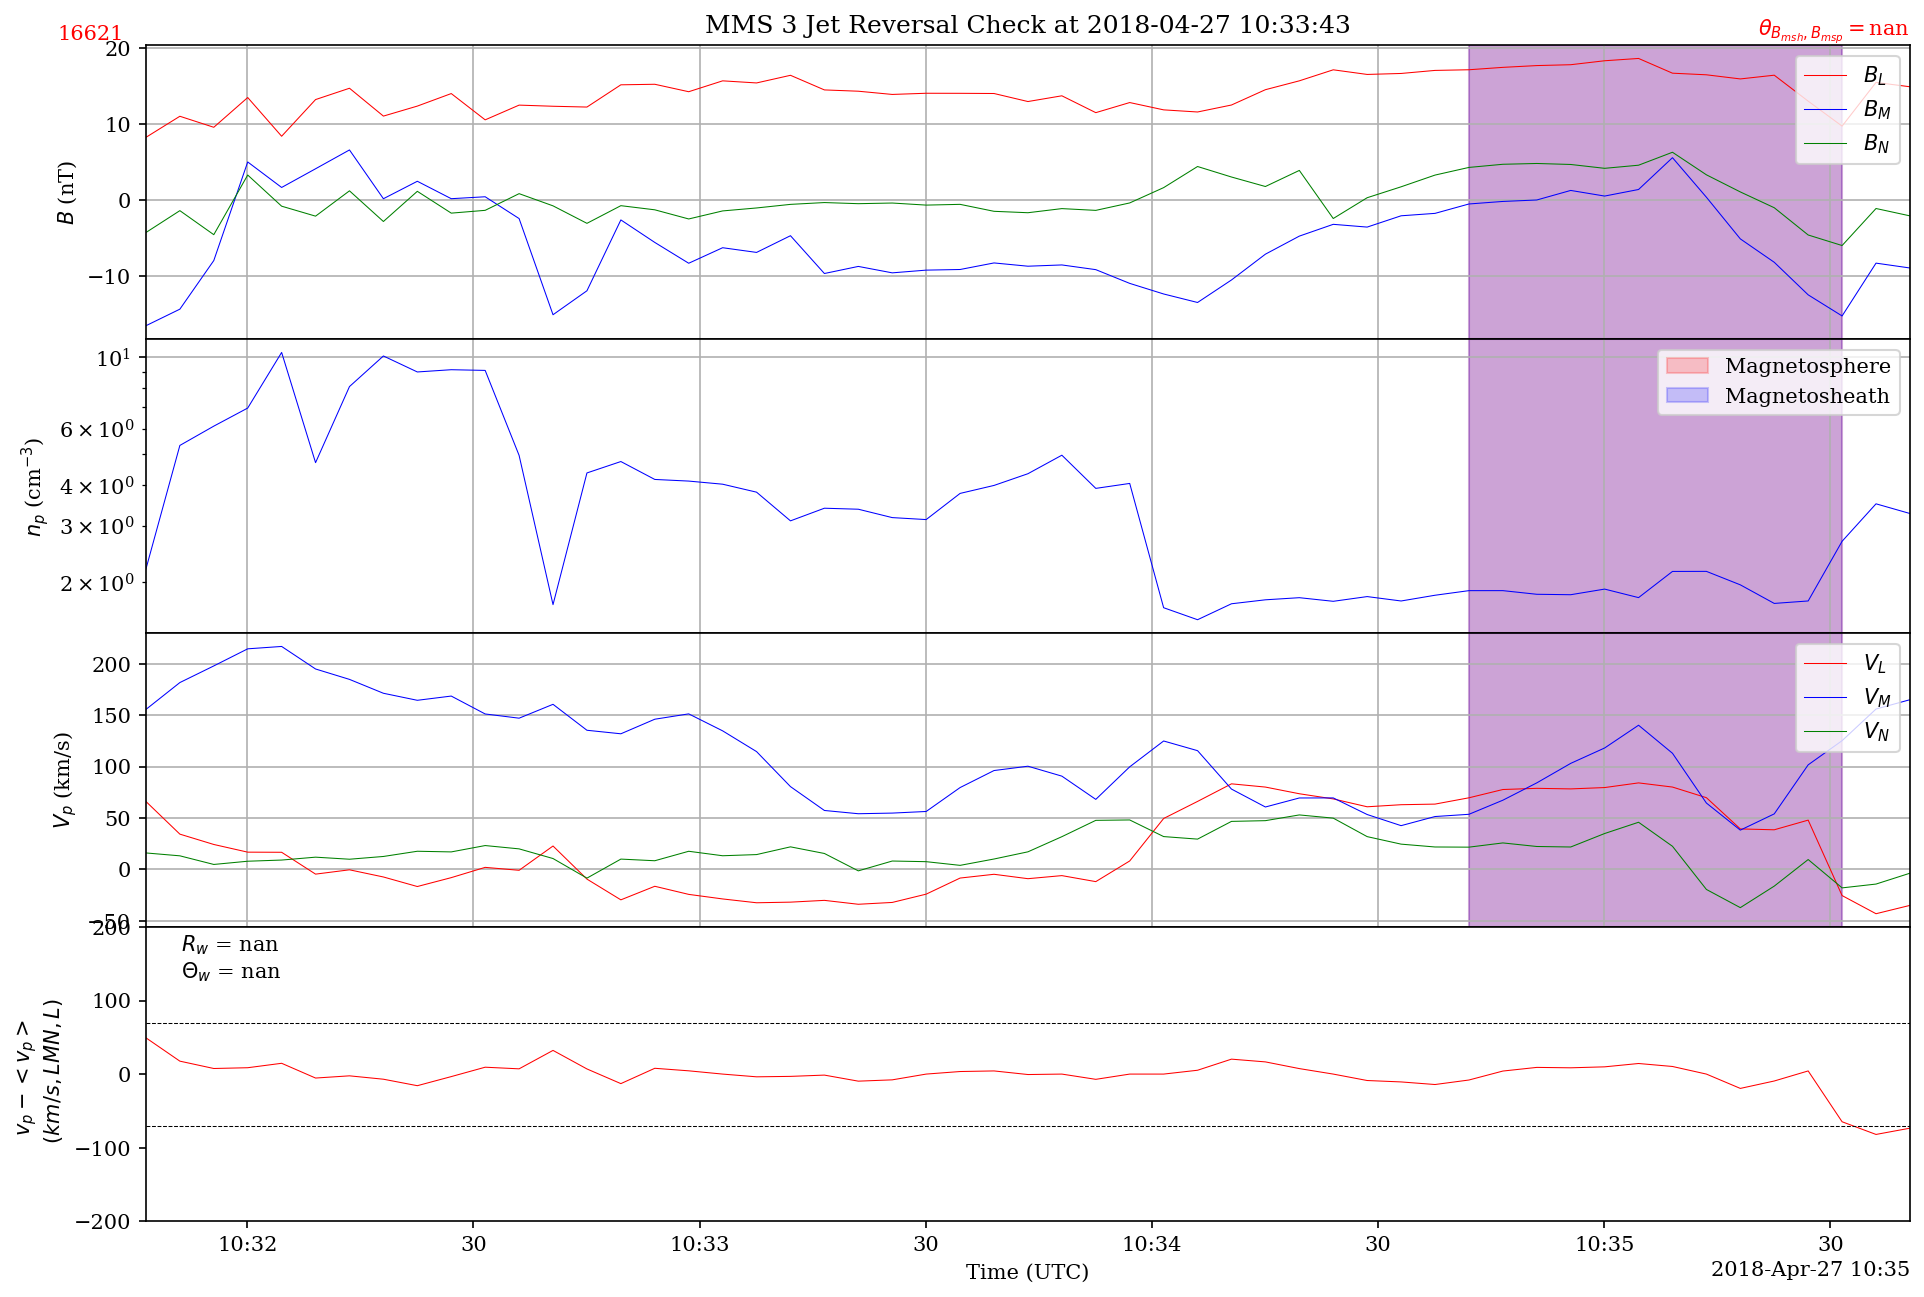 MMS 3 Jet Reversal Check at 2018-04-27 10:33:43
16621
θ_{B_{msh}, B_{msp}} = nan
20
10
0
−10
B (nT)
B_L
B_M
B_N
10^1
6 × 10^0
4 × 10^0
3 × 10^0
2 × 10^0
n_p (cm^{−3})
Magnetosphere
Magnetosheath
200
150
100
50
0
−50
V_p (km/s)
V_L
V_M
V_N
200
100
0
−100
−200
v_p − < v_p >
(km/s, LMN, L)
R_w = nan
Θ_w = nan
10:32 30 10:33 30 10:34 30 10:35 30
Time (UTC)
2018-Apr-27 10:35